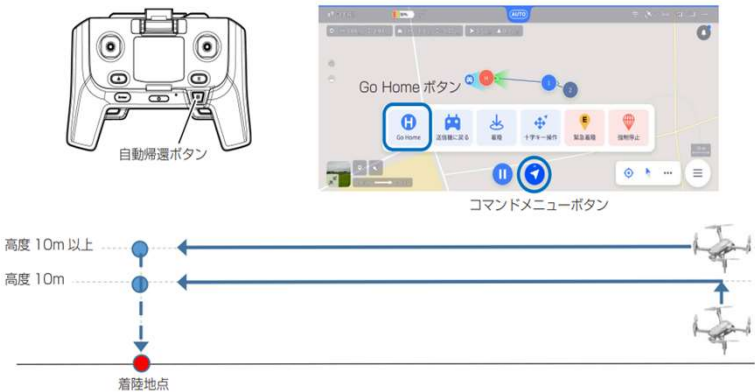 自動帰還ボタン
AUTO
Go Home ボタン
Go Home
送信機に戻る
着陸
十字キー操作
緊急着陸
強制停止
コマンドメニューボタン
高度 10m 以上
高度 10m
着陸地点